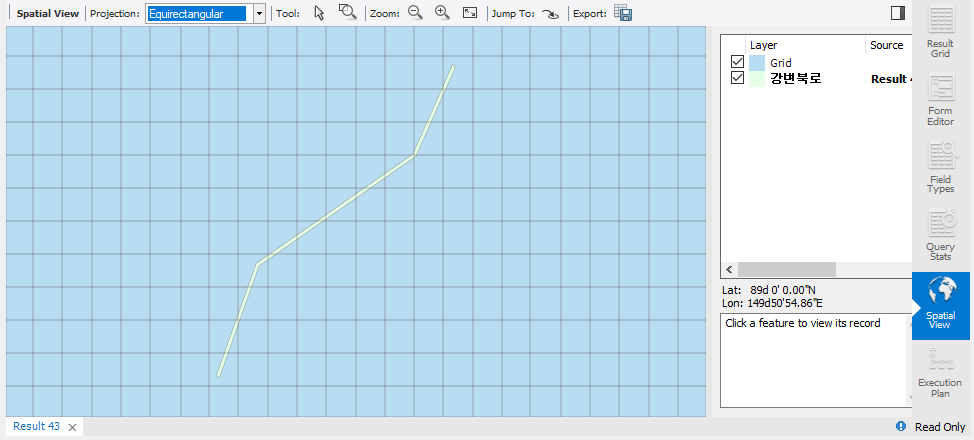 Spatial View Projection: Equirectangular Tool: Zoom: Jump To: Export:
Layer Source
Grid
강변북로 Result 4
Lat: 89d 0' 0.00"N
Lon: 149d50'54.86"E
Click a feature to view its record
Result
Grid
Form
Editor
Field
Types
Query
Stats
Spatial
View
Execution
Plan
Result 43
Read Only